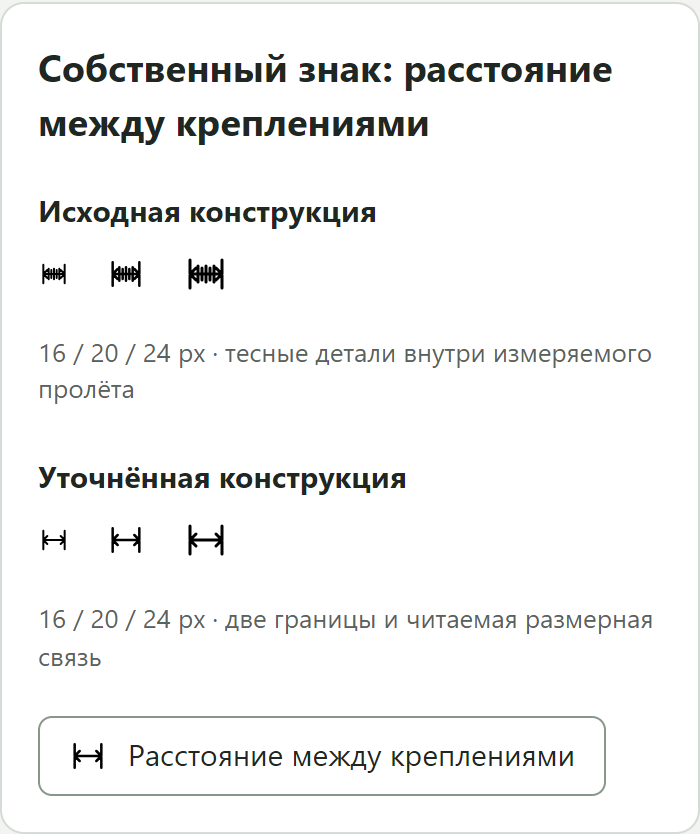 Собственный знак: расстояние
между креплениями
Исходная конструкция
16 / 20 / 24 px · тесные детали внутри измеряемого
пролёта
Уточнённая конструкция
16 / 20 / 24 px · две границы и читаемая размерная
связь
Расстояние между креплениями